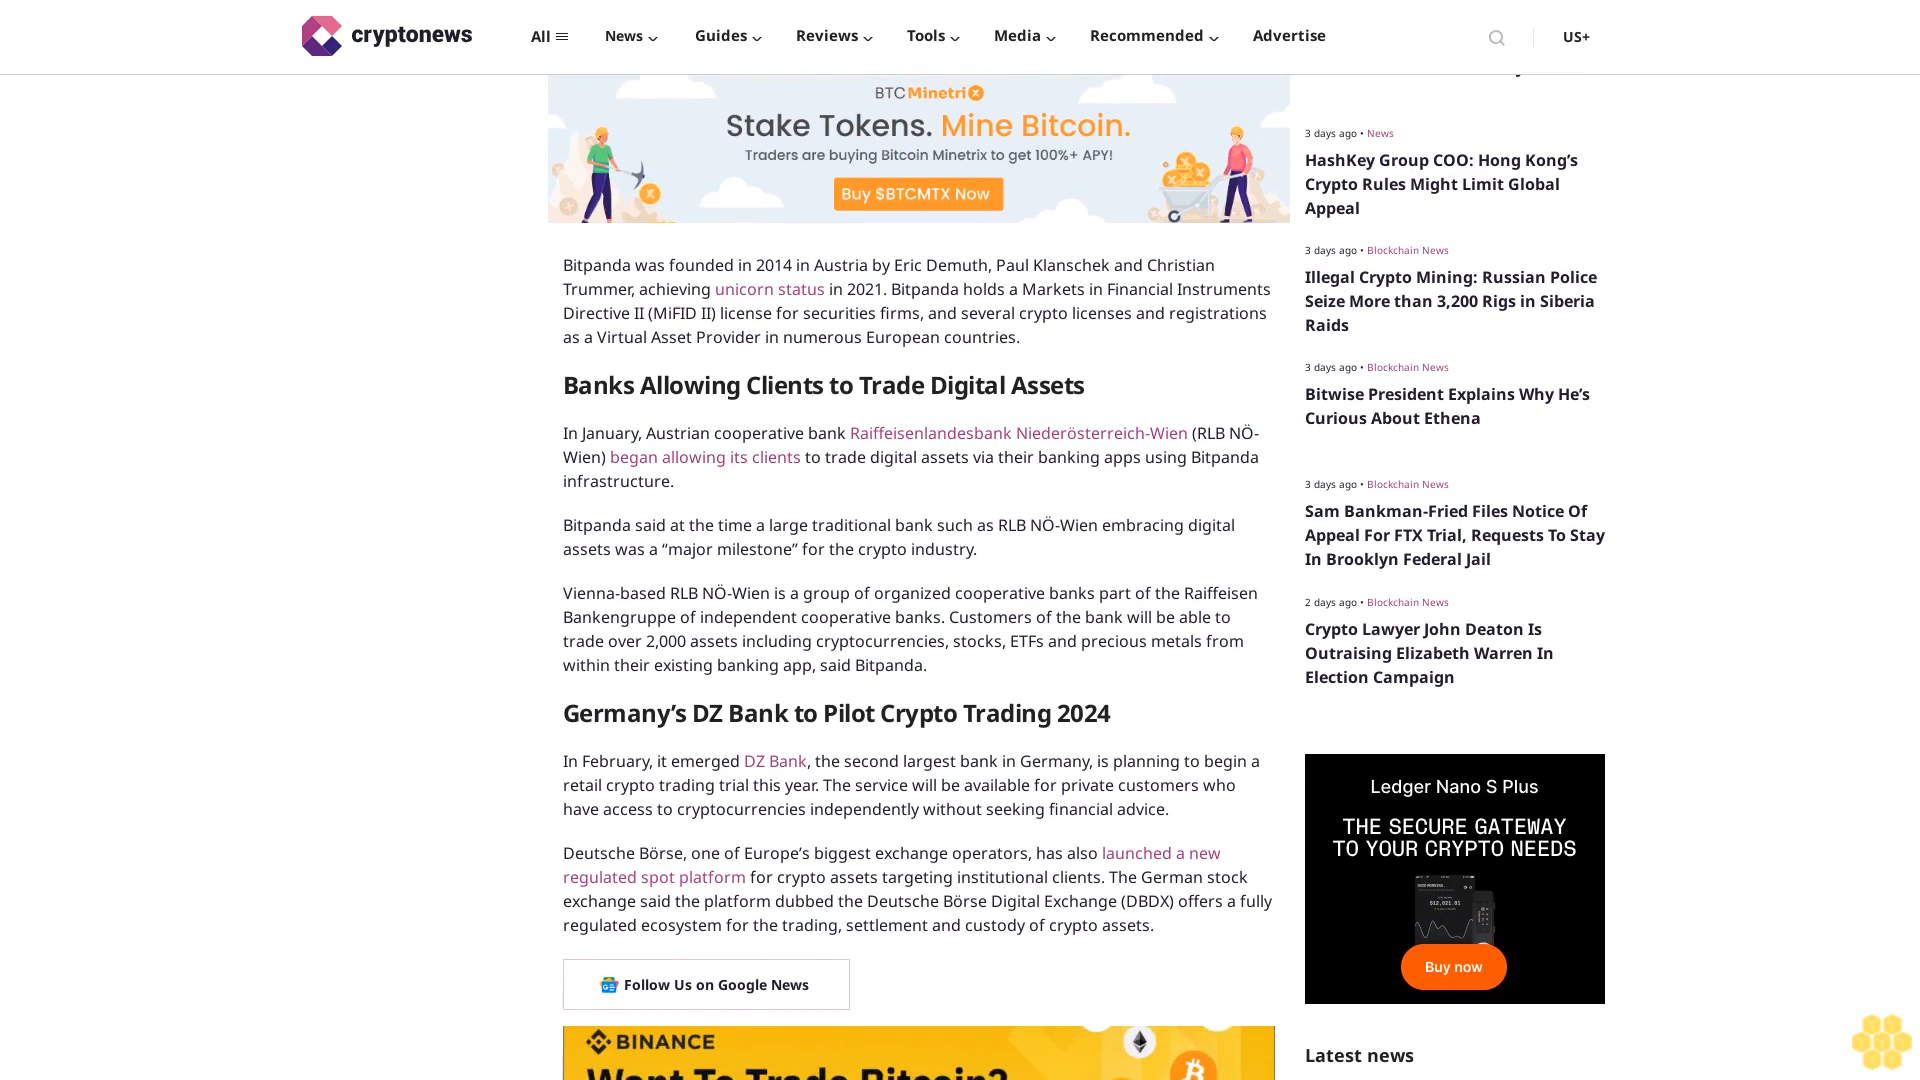 cryptonews
All
News
Guides
Reviews
Tools
Media
Recommended
Advertise
US+
BTC Minetrix
Stake Tokens. Mine Bitcoin.
Traders are buying Bitcoin Minetrix to get 100%+ APY!
Buy $BTCMTX Now
Bitpanda was founded in 2014 in Austria by Eric Demuth, Paul Klanschek and Christian
Trummer, achieving unicorn status in 2021. Bitpanda holds a Markets in Financial Instruments
Directive II (MiFID II) license for securities firms, and several crypto licenses and registrations
as a Virtual Asset Provider in numerous European countries.
Banks Allowing Clients to Trade Digital Assets
In January, Austrian cooperative bank Raiffeisenlandesbank Niederösterreich-Wien (RLB NÖ-
Wien) began allowing its clients to trade digital assets via their banking apps using Bitpanda
infrastructure.
Bitpanda said at the time a large traditional bank such as RLB NÖ-Wien embracing digital
assets was a “major milestone” for the crypto industry.
Vienna-based RLB NÖ-Wien is a group of organized cooperative banks part of the Raiffeisen
Bankengruppe of independent cooperative banks. Customers of the bank will be able to
trade over 2,000 assets including cryptocurrencies, stocks, ETFs and precious metals from
within their existing banking app, said Bitpanda.
Germany’s DZ Bank to Pilot Crypto Trading 2024
In February, it emerged DZ Bank, the second largest bank in Germany, is planning to begin a
retail crypto trading trial this year. The service will be available for private customers who
have access to cryptocurrencies independently without seeking financial advice.
Deutsche Börse, one of Europe’s biggest exchange operators, has also launched a new
regulated spot platform for crypto assets targeting institutional clients. The German stock
exchange said the platform dubbed the Deutsche Börse Digital Exchange (DBDX) offers a fully
regulated ecosystem for the trading, settlement and custody of crypto assets.
Follow Us on Google News
BINANCE
Want To Trade Bitcoin?
3 days ago • News
HashKey Group COO: Hong Kong’s
Crypto Rules Might Limit Global
Appeal
3 days ago • Blockchain News
Illegal Crypto Mining: Russian Police
Seize More than 3,200 Rigs in Siberia
Raids
3 days ago • Blockchain News
Bitwise President Explains Why He’s
Curious About Ethena
3 days ago • Blockchain News
Sam Bankman-Fried Files Notice Of
Appeal For FTX Trial, Requests To Stay
In Brooklyn Federal Jail
2 days ago • Blockchain News
Crypto Lawyer John Deaton Is
Outraising Elizabeth Warren In
Election Campaign
Ledger Nano S Plus
THE SECURE GATEWAY
TO YOUR CRYPTO NEEDS
$12,021.81
Buy now
Latest news